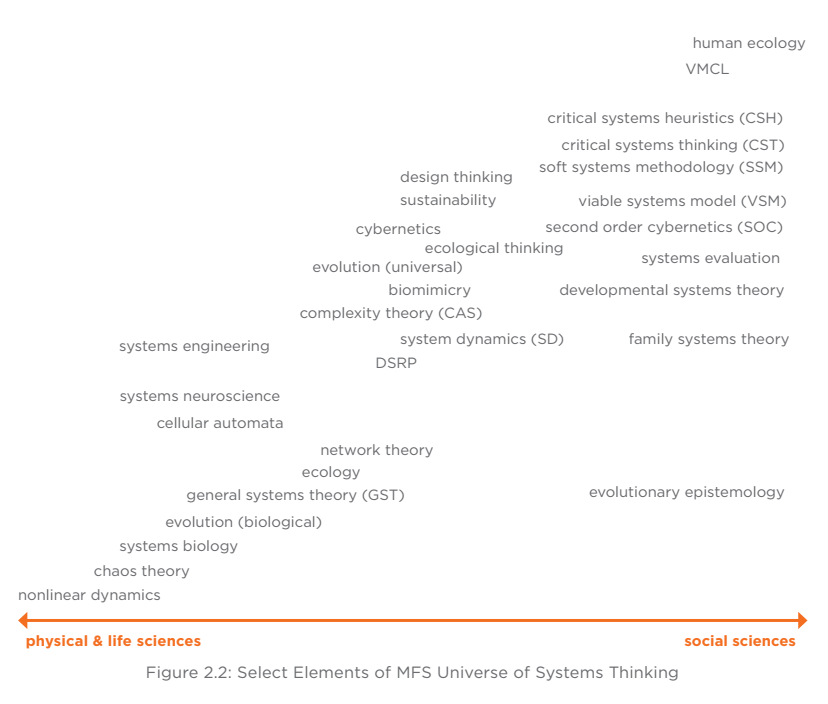 human ecology
VMCL
critical systems heuristics (CSH)
critical systems thinking (CST)
soft systems methodology (SSM)
design thinking
sustainability
viable systems model (VSM)
cybernetics
second order cybernetics (SOC)
ecological thinking
systems evaluation
evolution (universal)
biomimicry
developmental systems theory
complexity theory (CAS)
systems engineering
system dynamics (SD)
family systems theory
DSRP
systems neuroscience
cellular automata
network theory
ecology
general systems theory (GST)
evolutionary epistemology
evolution (biological)
systems biology
chaos theory
nonlinear dynamics
physical & life sciences
social sciences
Figure 2.2: Select Elements of MFS Universe of Systems Thinking